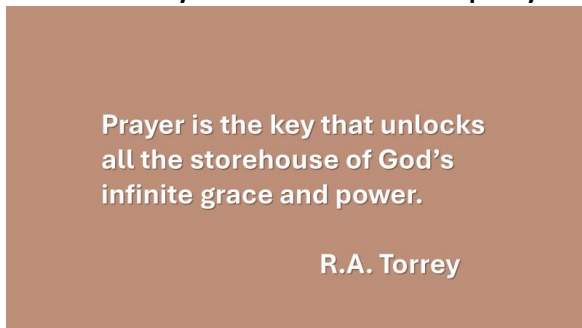 Prayer is the key that unlocks
all the storehouse of God’s
infinite grace and power.
R.A. Torrey